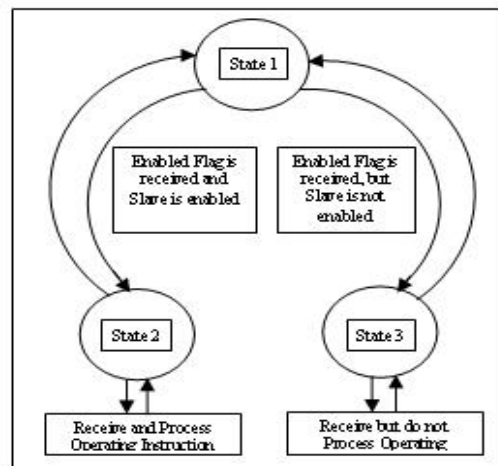 State 1
Enabled Flag is
received and
Slave is enabled
Enabled Flag is
received, but
Slave is not
enabled
State 2
State 3
Receive and Process
Operating Instruction
Receive but do not
Process Operating